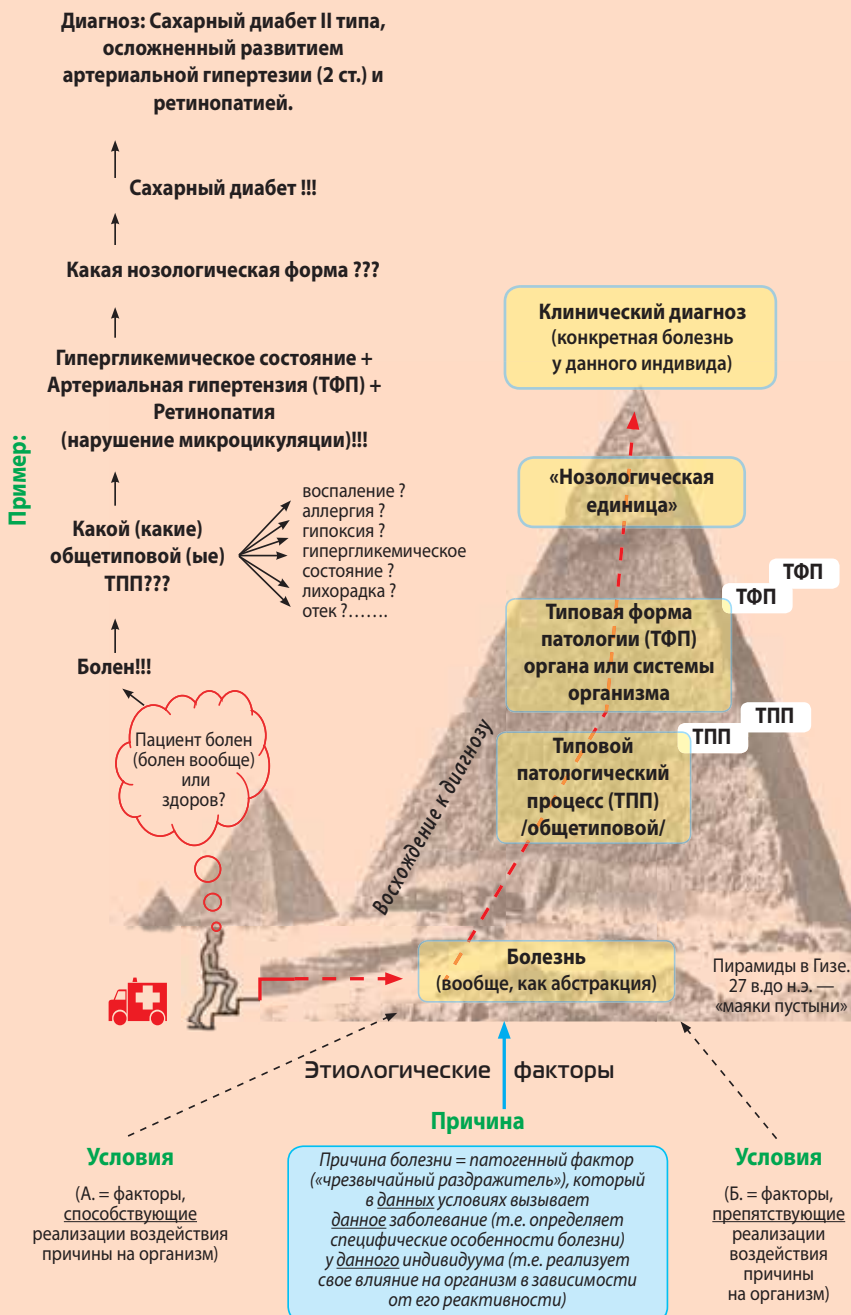 Диагноз: Сахарный диабет II типа,
осложненный развитием
артериальной гипертезии (2 ст.) и
ретинопатией.
Сахарный диабет !!!
Какая нозологическая форма ???
Гипергликемическое состояние +
Артериальная гипертензия (ТФП) +
Ретинопатия
(нарушение микроцикуляции)!!!
Пример:
Какой (какие)
общетиповой (ые)
ТПП???
воспаление ?
аллергия ?
гипоксия ?
гипергликемическое
состояние ?
лихорадка ?
отек ?.......
Болен!!!
Пациент болен
(болен вообще)
или
здоров?
Клинический диагноз
(конкретная болезнь
у данного индивида)
«Нозологическая
единица»
ТФП
ТФП
Типовая форма
патологии (ТФП)
органа или системы
организма
ТПП
ТПП
Типовой
патологический
процесс (ТПП)
/общетиповой/
Восхождение к диагнозу
Болезнь
(вообще, как абстракция)
Пирамиды в Гизе.
27 в.до н.э. —
«маяки пустыни»
Этиологические факторы
Условия
(А. = факторы,
способствующие
реализации воздействия
причины на организм)
Причина
Причина болезни = патогенный фактор
(«чрезвычайный раздражитель»), который
в данных условиях вызывает
данное заболевание (т.е. определяет
специфические особенности болезни)
у данного индивидуума (т.е. реализует
свое влияние на организм в зависимости
от его реактивности)
Условия
(Б. = факторы,
препятствующие
реализации
воздействия
причины
на организм)